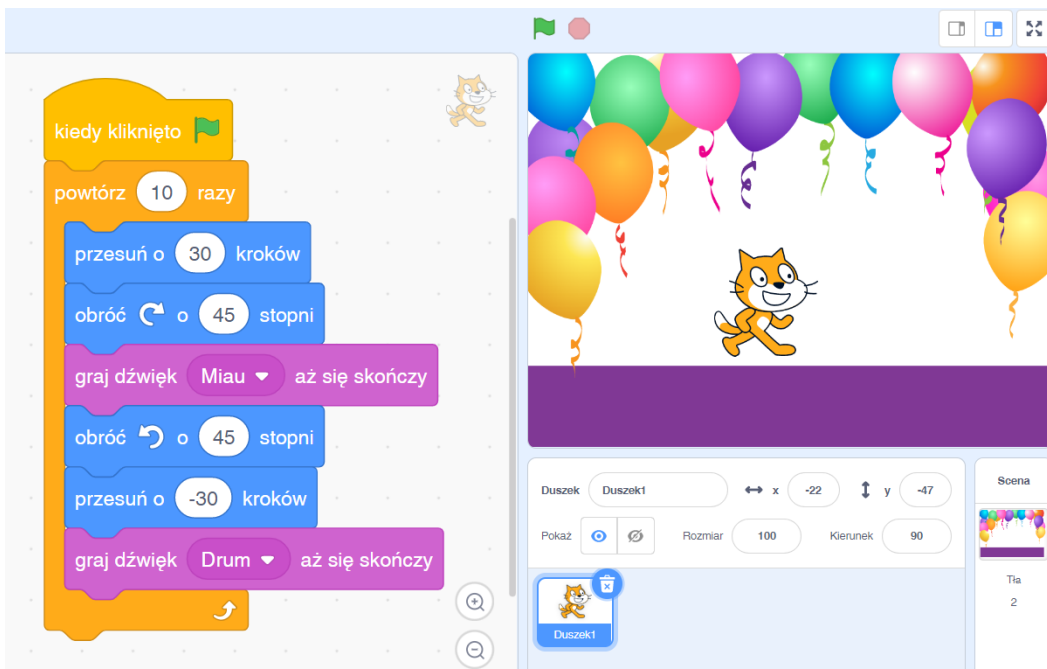 kiedy kliknięto
powtórz 10 razy
przesuń o 30 kroków
obróć o 45 stopni
graj dźwięk Miau aż się skończy
obróć o 45 stopni
przesuń o -30 kroków
graj dźwięk Drum aż się skończy
Duszek Duszek1 x -22 y -47
Pokaż Rozmiar 100 Kierunek 90
Duszek1
Scena
Tła
2